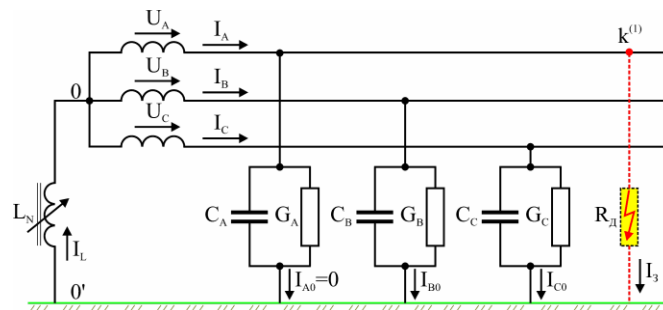 U_A
I_A
k^(1)
U_B
I_B
0
U_C
I_C
L_N
I_L
C_A
G_A
C_B
G_B
C_C
G_C
R_Д
I_A0=0
I_B0
I_C0
I_З
0'